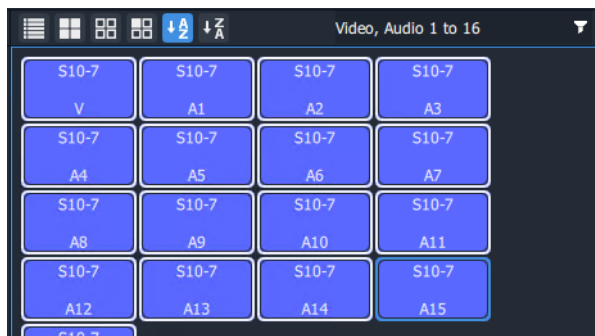 Video, Audio 1 to 16
S10-7 S10-7 S10-7 S10-7
V A1 A2 A3
S10-7 S10-7 S10-7 S10-7
A4 A5 A6 A7
S10-7 S10-7 S10-7 S10-7
A8 A9 A10 A11
S10-7 S10-7 S10-7 S10-7
A12 A13 A14 A15
S10-7